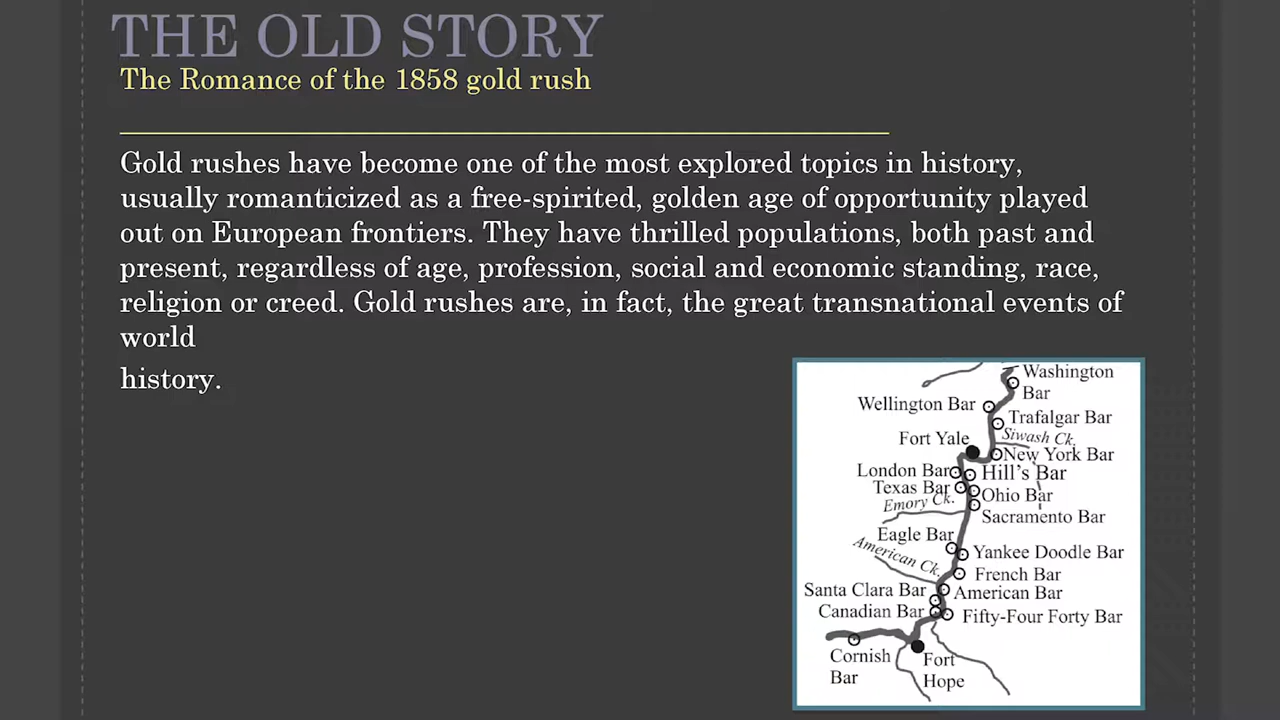 THE OLD STORY
The Romance of the 1858 gold rush
Gold rushes have become one of the most explored topics in history,
usually romanticized as a free-spirited, golden age of opportunity played
out on European frontiers. They have thrilled populations, both past and
present, regardless of age, profession, social and economic standing, race,
religion or creed. Gold rushes are, in fact, the great transnational events of
world
history.
Washington
Bar
Wellington Bar
Trafalgar Bar
Siwash Ck.
Fort Yale
New York Bar
London Bar
Hill's Bar
Texas Bar
Ohio Bar
Emory Ck.
Sacramento Bar
Eagle Bar
American Ck.
Yankee Doodle Bar
French Bar
Santa Clara Bar
American Bar
Canadian Bar
Fifty-Four Forty Bar
Cornish
Bar
Fort
Hope